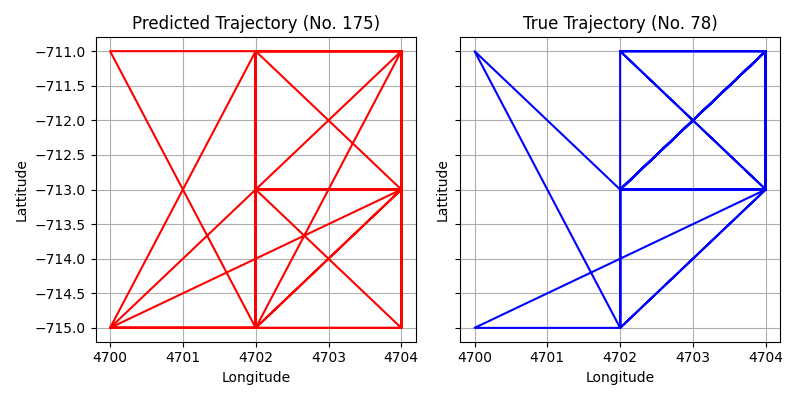 Predicted Trajectory (No. 175)
True Trajectory (No. 78)
Lattitude
−711.0
−711.5
−712.0
−712.5
−713.0
−713.5
−714.0
−714.5
−715.0
4700 4701 4702 4703 4704
Longitude
Lattitude
4700 4701 4702 4703 4704
Longitude